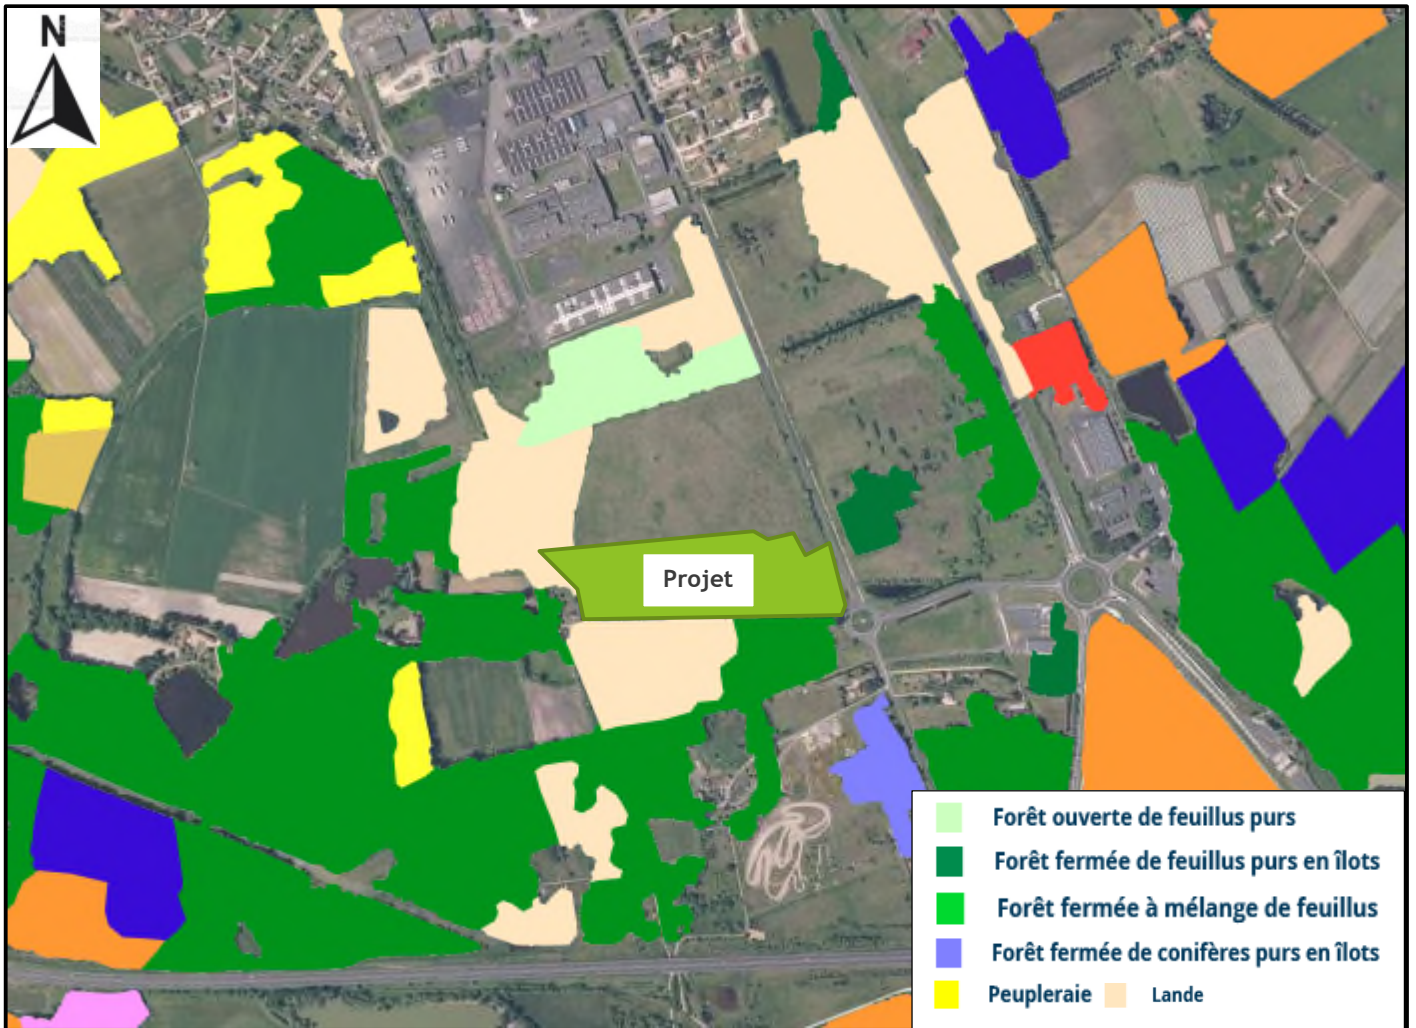 N
Projet
Forêt ouverte de feuillus purs
Forêt fermée de feuillus purs en îlots
Forêt fermée à mélange de feuillus
Forêt fermée de conifères purs en îlots
Peupleraie Lande